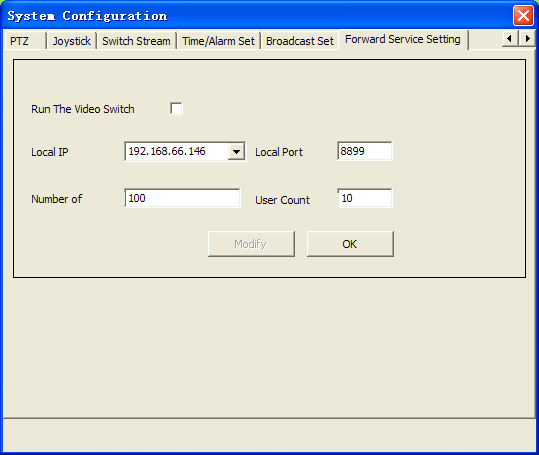 System Configuration
PTZ Joystick Switch Stream Time/Alarm Set Broadcast Set Forward Service Setting
Run The Video Switch
Local IP 192.168.66.146 Local Port 8899
Number of 100 User Count 10
Modify OK